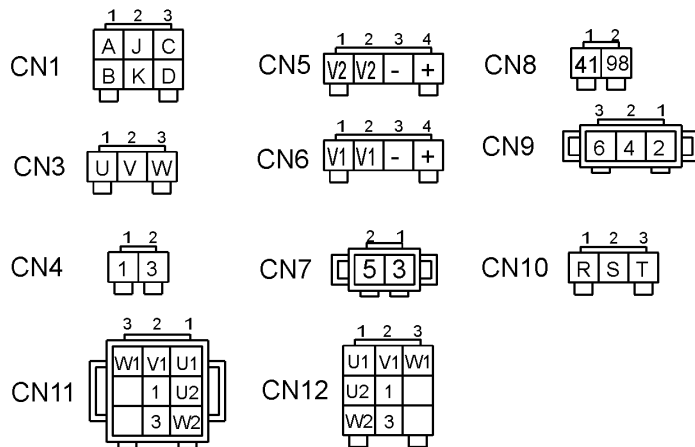 1 2 3
CN1
A J C
B K D
1 2 3 4
CN5
V2 V2 - +
1 2
CN8
41 98
1 2 3
CN3
U V W
1 2 3 4
CN6
V1 V1 - +
3 2 1
CN9
6 4 2
1 2
CN4
1 3
2 1
CN7
5 3
1 2 3
CN10
R S T
3 2 1
CN11
W1 V1 U1
1 U2
3 W2
1 2 3
CN12
U1 V1 W1
U2 1
W2 3